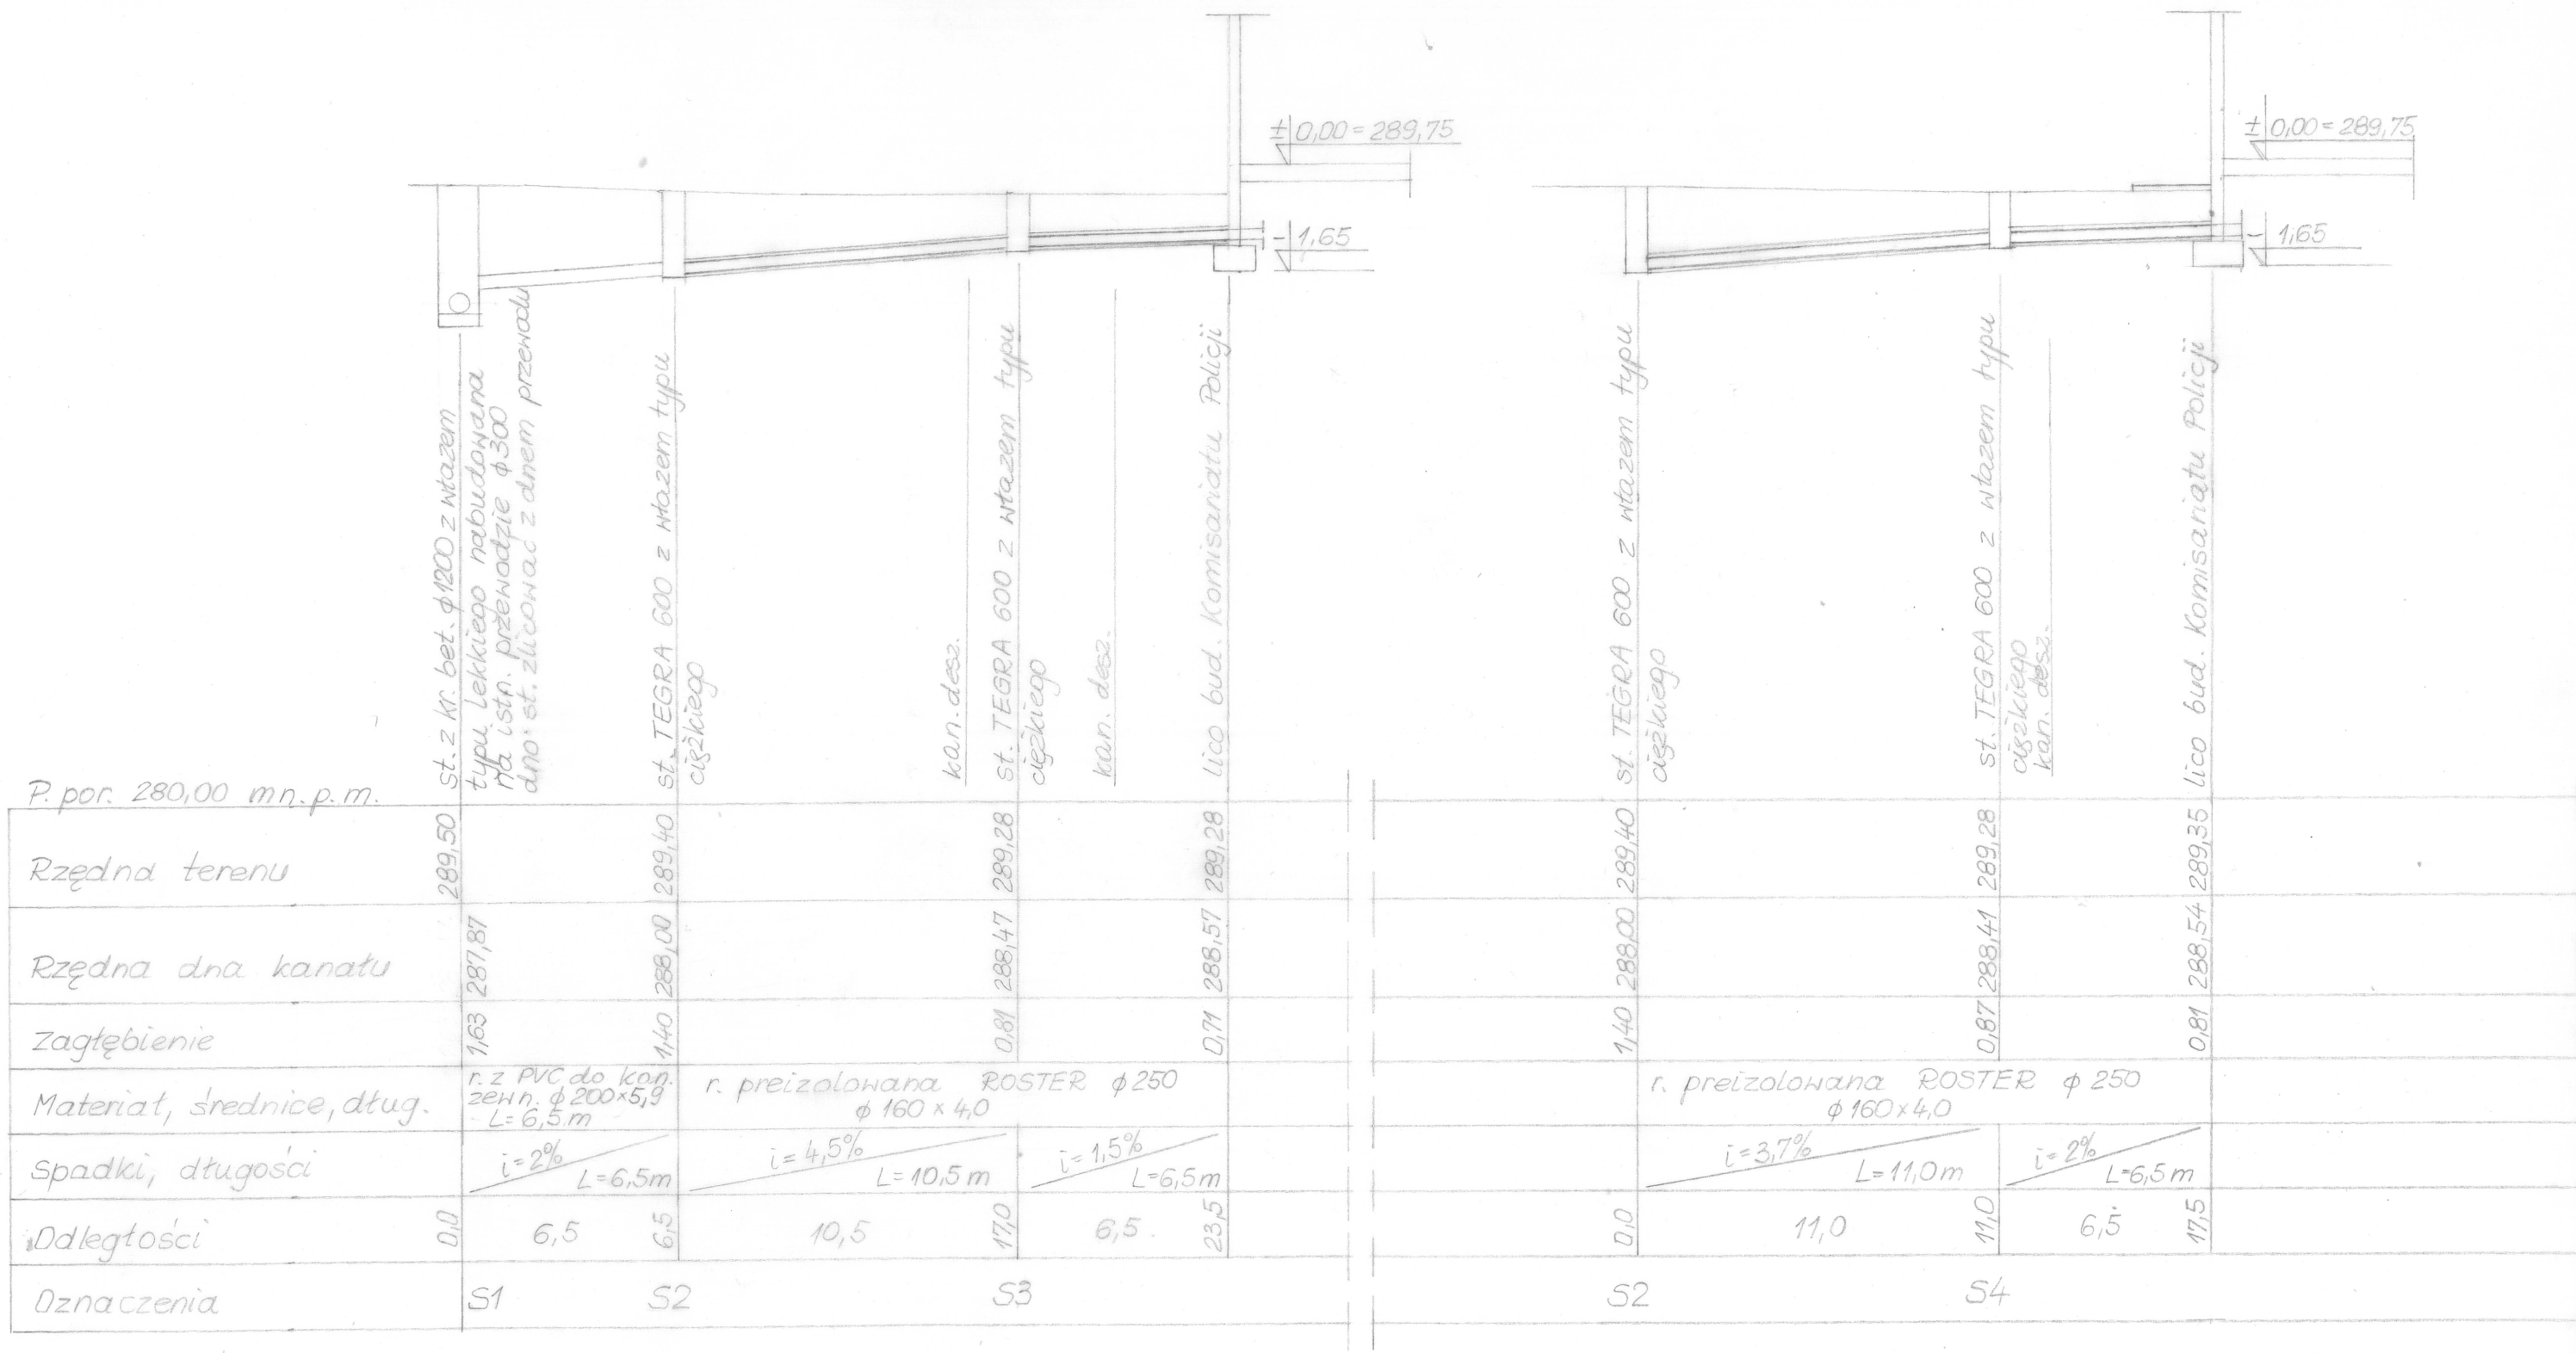 ± 0,00 = 289,75
- 1,65
± 0,00 = 289,75
- 1,65
st. z kr. bet. ϕ1200 z włazem
typu lekkiego nabudowana
na istn. przewodzie ϕ300
dno st. zlicować z dnem przewodu
st. TEGRA 600 z włazem typu
ciężkiego
kan. desz.
st. TEGRA 600 z włazem typu
ciężkiego
kan. desz.
lico bud. Komisariatu Policji
st. TEGRA 600 z włazem typu
ciężkiego
st. TEGRA 600 z włazem typu
ciężkiego
kan. desz.
lico bud. Komisariatu Policji
P. por. 280,00 mn.p.m.
Rzędna terenu 289,50 289,40 289,28 289,28 289,40 289,28 289,35
Rzędna dna kanału 287,87 288,00 288,47 288,57 288,00 288,41 288,54
Zagłębienie 1,63 1,40 0,81 0,71 1,40 0,87 0,81
Materiał, średnice, dług.
r. z PVC do kan.
zewn. ϕ200×5,9
L=6,5m
r. preizolowana ROSTER ϕ250
ϕ160×4,0
r. preizolowana ROSTER ϕ250
ϕ160×4,0
Spadki, długości
i=2% L=6,5m
i=4,5% L=10,5m
i=1,5% L=6,5m
i=3,7% L=11,0m
i=2% L=6,5m
Odległości 0,0 6,5 6,5 10,5 17,0 6,5 23,5 0,0 11,0 11,0 6,5 17,5
Oznaczenia S1 S2 S3 S2 S4